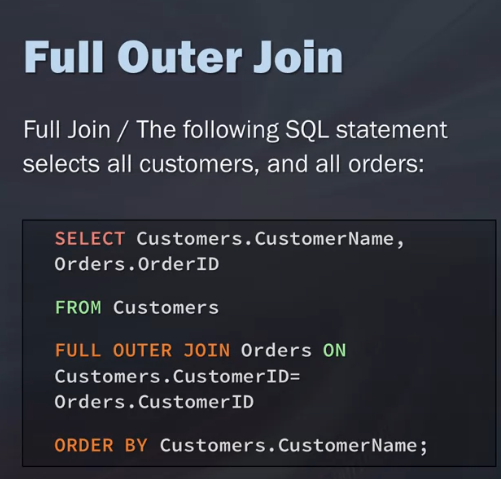 Full Outer Join
Full Join / The following SQL statement
selects all customers, and all orders:
SELECT Customers.CustomerName,
Orders.OrderID
FROM Customers
FULL OUTER JOIN Orders ON
Customers.CustomerID=
Orders.CustomerID
ORDER BY Customers.CustomerName;